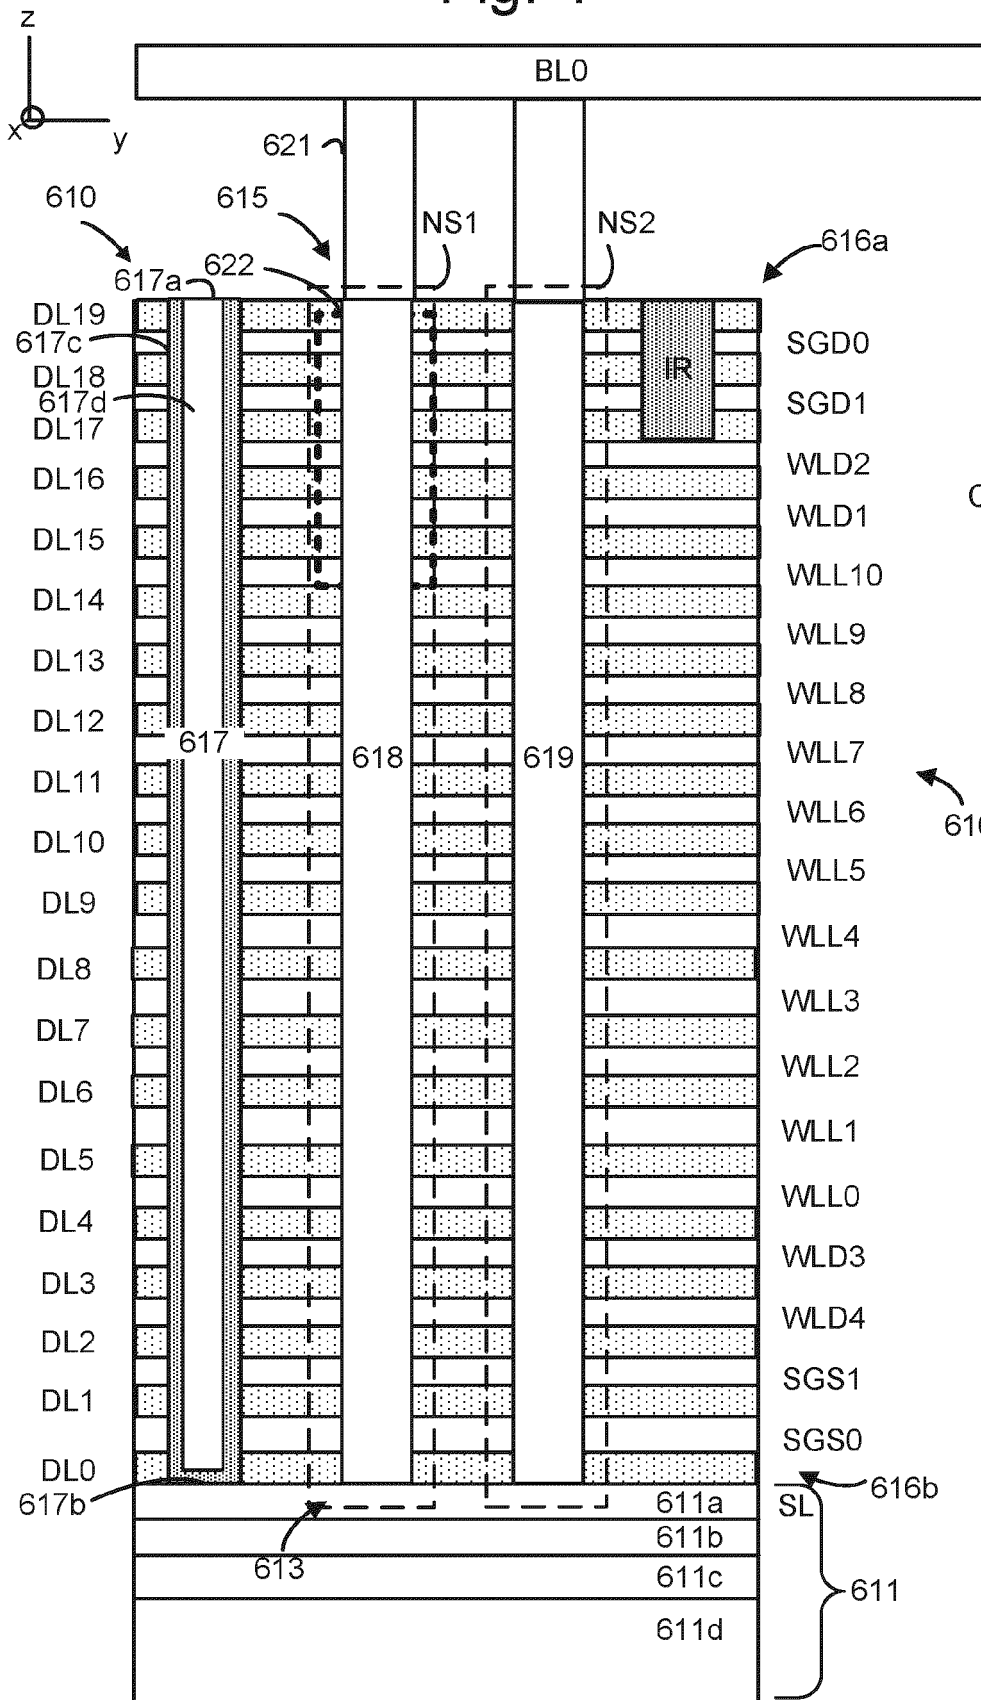 z
BL0
x
y
621
610
615
NS1
NS2
616a
617a
622
DL19
617c
SGD0
DL18
IR
617d
SGD1
DL17
WLD2
DL16
WLD1
DL15
WLL10
DL14
WLL9
DL13
WLL8
DL12
617
618
619
WLL7
DL11
WLL6
DL10
WLL5
DL9
WLL4
DL8
WLL3
DL7
WLL2
DL6
WLL1
DL5
WLL0
DL4
WLD3
DL3
WLD4
DL2
SGS1
DL1
SGS0
DL0
616b
617b
611a
SL
611b
613
611c
611
611d